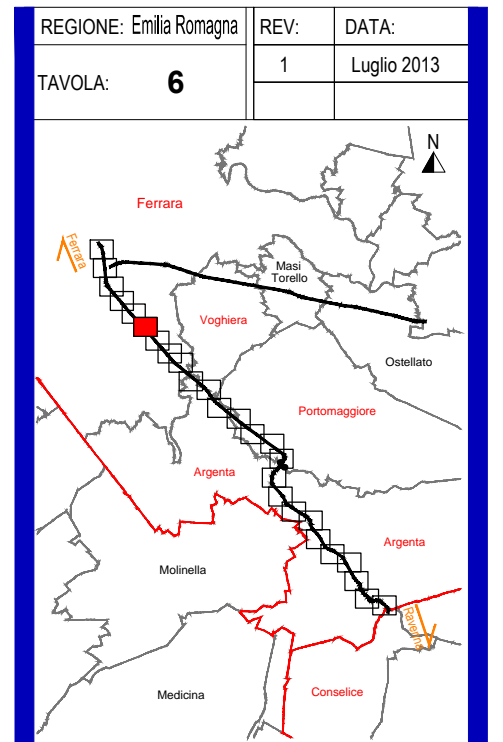 REGIONE: Emilia Romagna
REV:
DATA:
TAVOLA: 6
1
Luglio 2013
N
Ferrara
Ferrara
Masi
Torello
Voghiera
Ostellato
Portomaggiore
Argenta
Argenta
Molinella
Ravenna
Medicina
Conselice